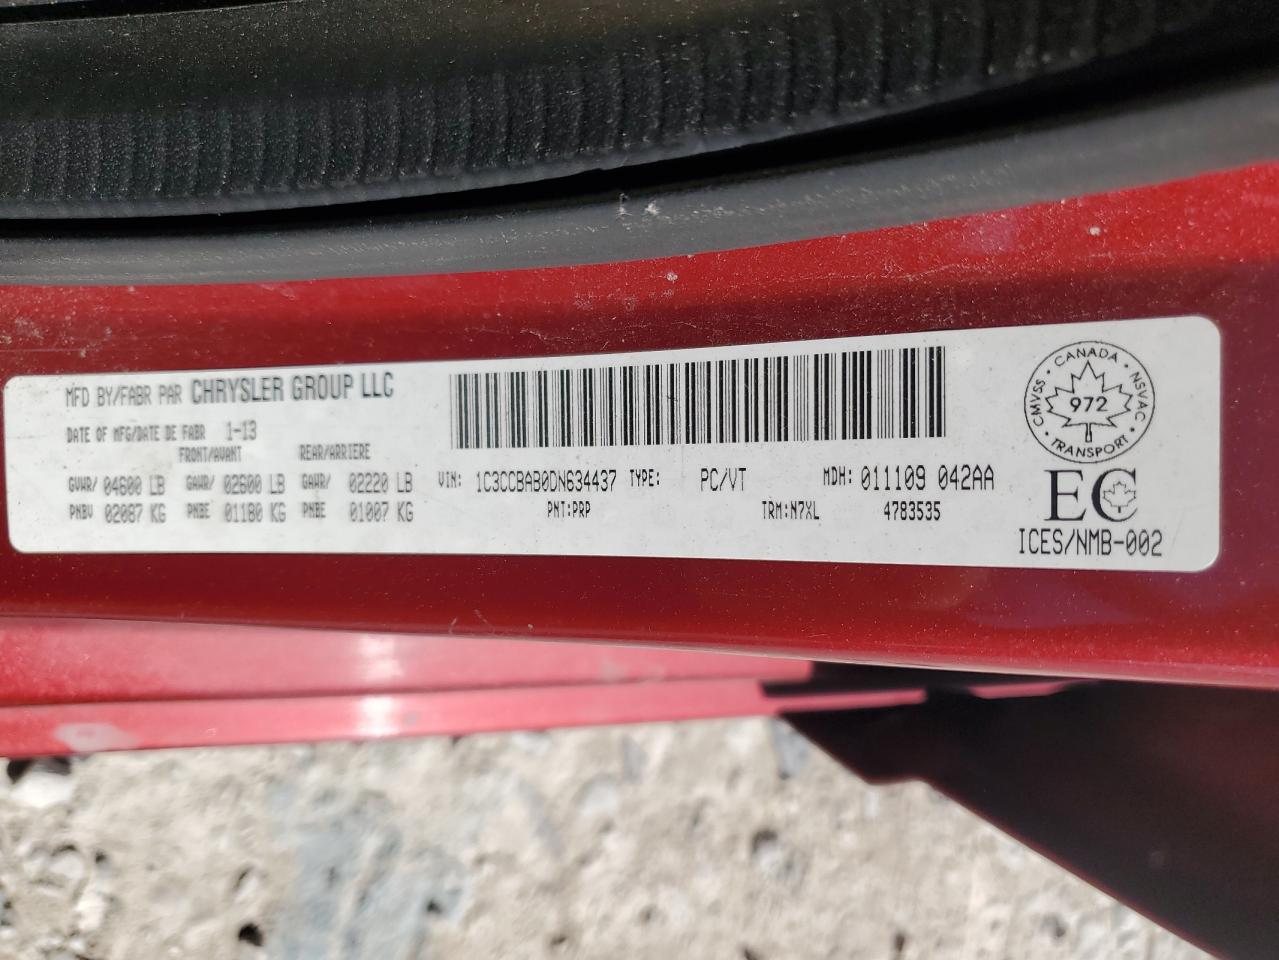 MFD BY/FABR PAR CHRYSLER GROUP LLC
DATE OF MFG/DATE DE FABR 1-13
FRONT/AVANT REAR/ARRIERE
GVWR/ 04600 LB GAWR/ 02600 LB GAWR/ 02220 LB
PNBV 02087 KG PNBE 01180 KG PNBE 01007 KG
VIN: 1C3CCBAB0DN634437 TYPE: PC/VT MDH: 011109 042AA
PNT:PRP TRM:N7XL 4783535
CANADA
CMVSS NSVAC
972
TRANSPORT
EC
ICES/NMB-002